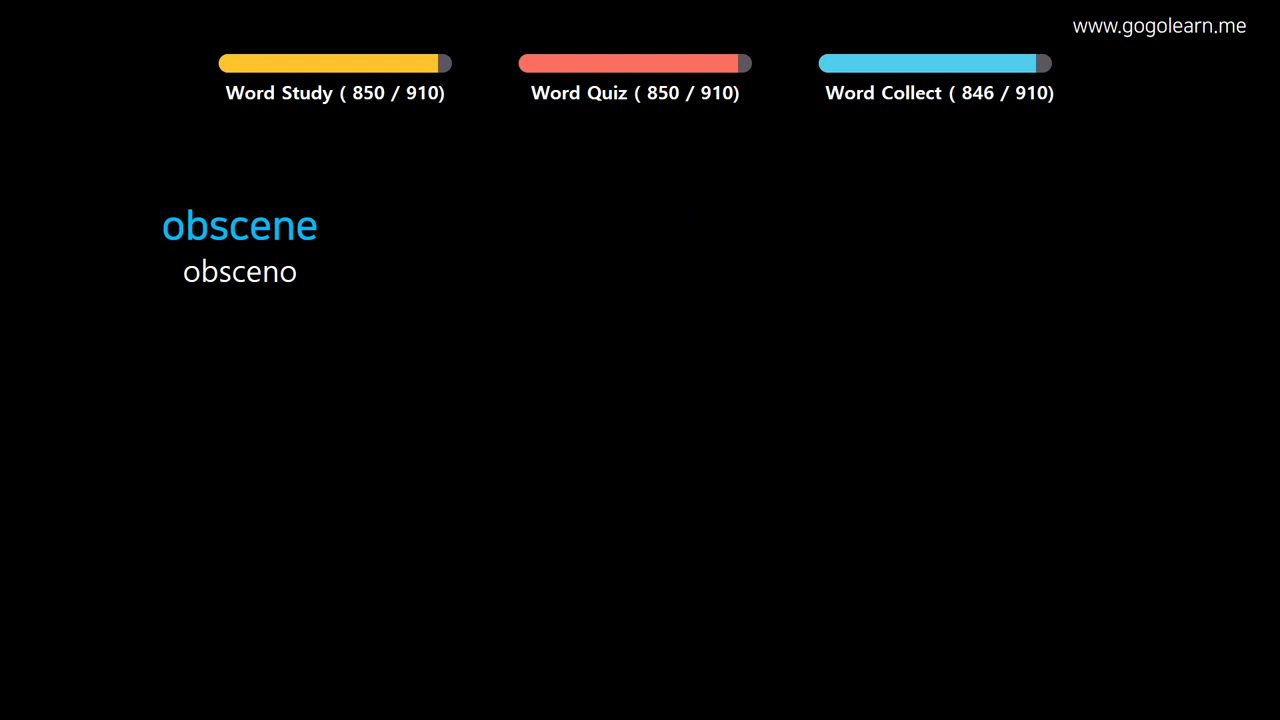 www.gogolearn.me
Word Study ( 850 / 910)
Word Quiz ( 850 / 910)
Word Collect ( 846 / 910)
obscene
obsceno